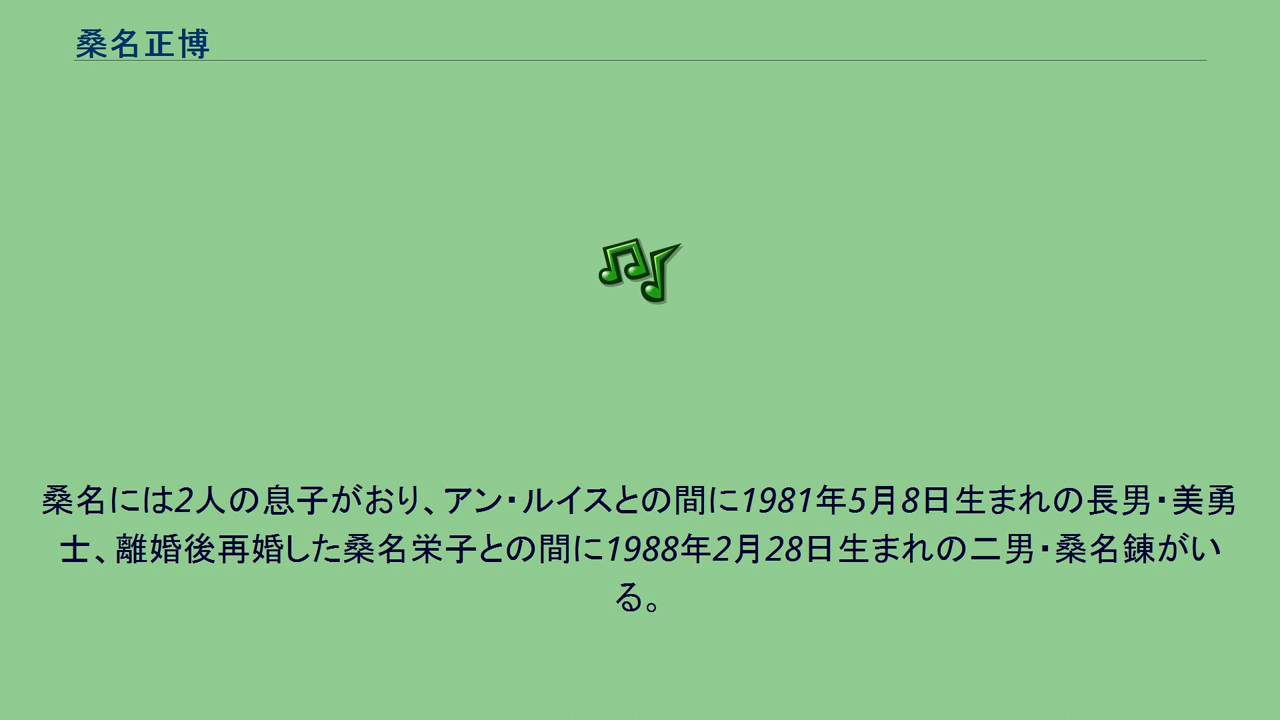 桑名正博
桑名には2人の息子がおり、アン･ルイスとの間に1981年5月8日生まれの長男･美勇
士、離婚後再婚した桑名栄子との間に1988年2月28日生まれの二男･桑名錬がい
る。